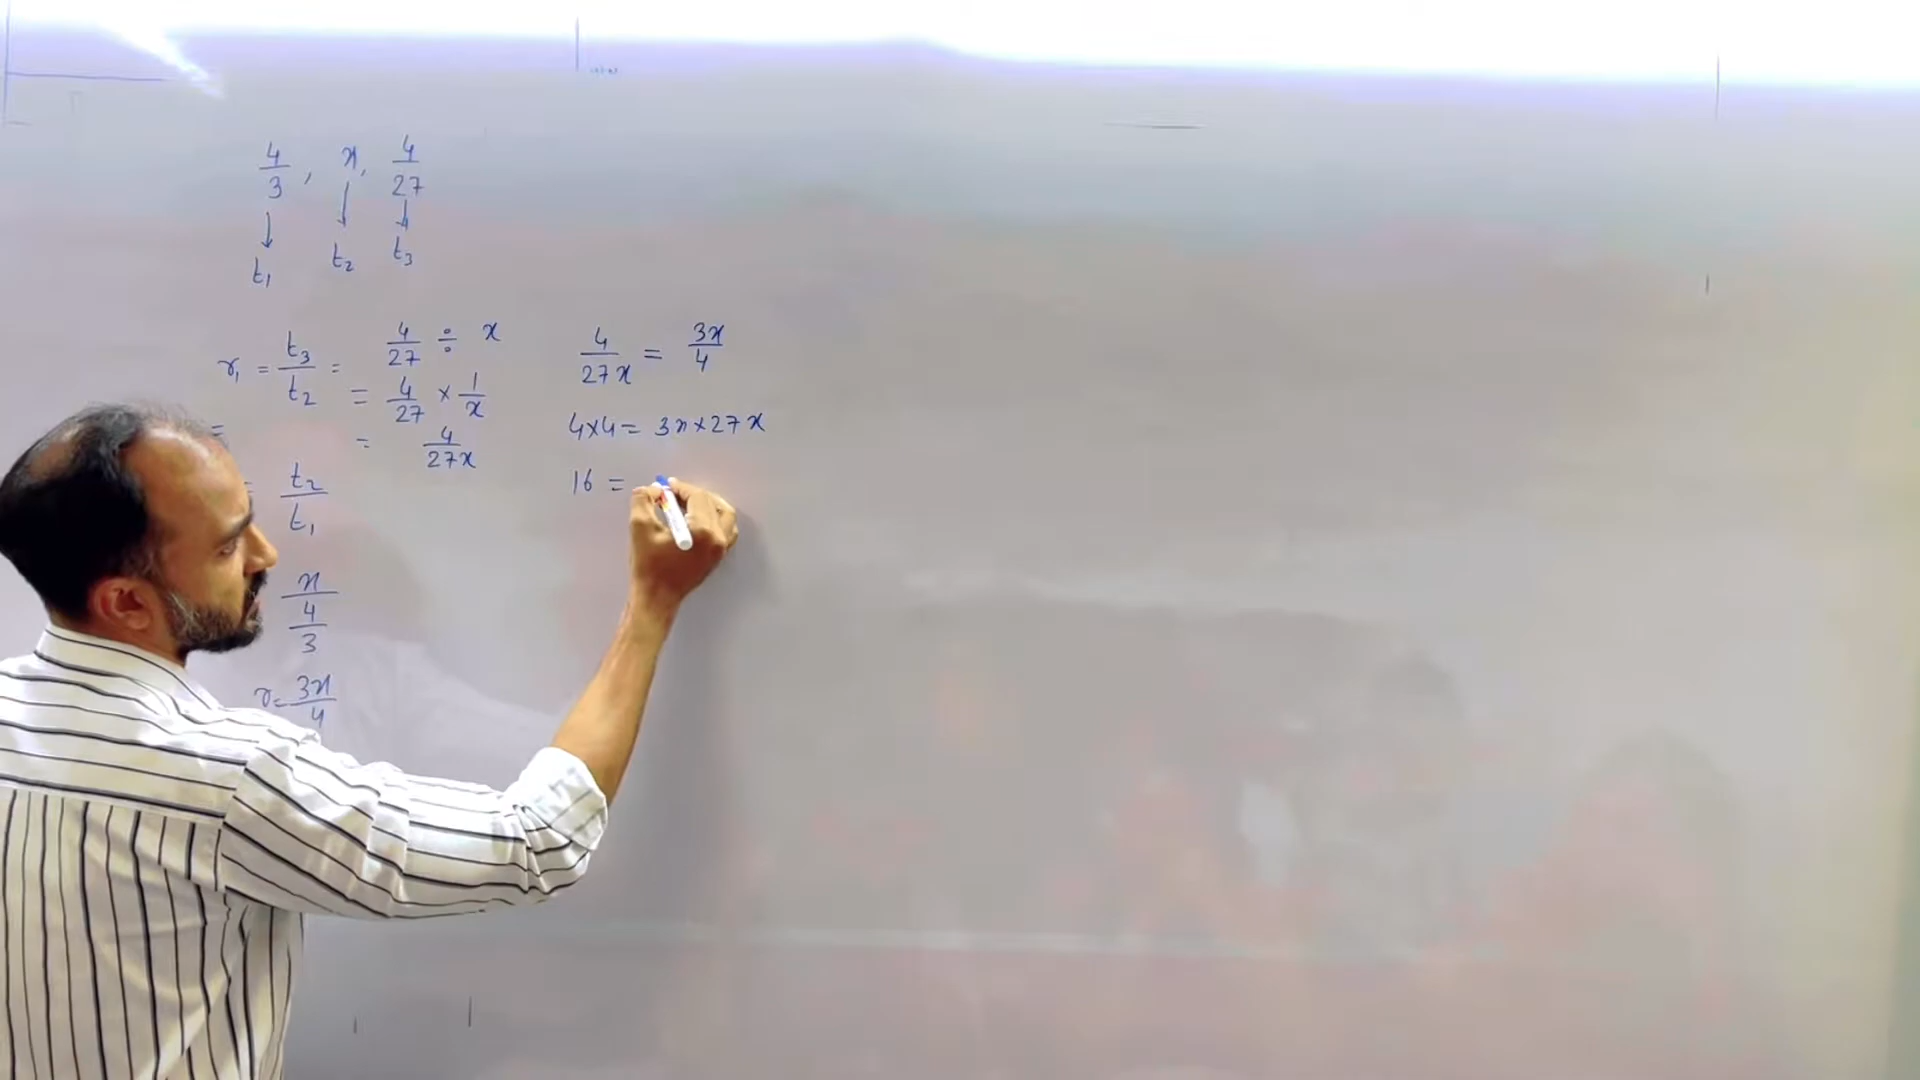 4/3, x, 4/27
↓ ↓ ↓
t₁ t₂ t₃
r₁ = t₃/t₂ = 4/27 ÷ x
= 4/27 × 1/x
= 4/27x
= t₂/t₁
x/(4/3)
r = 3x/4
4/27x = 3x/4
4×4 = 3x×27x
16 =